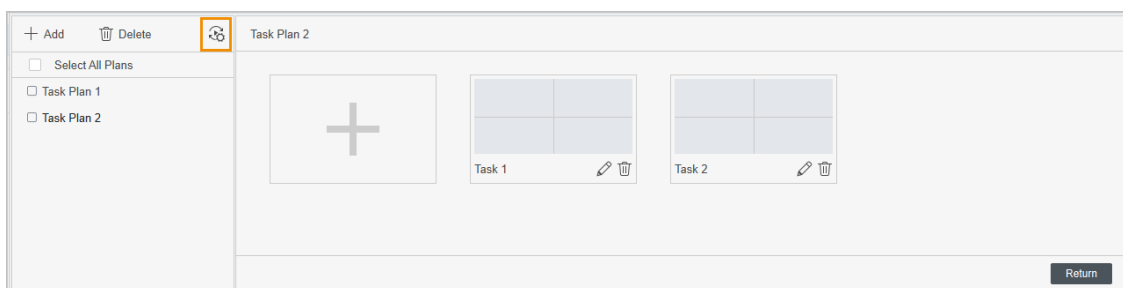 Add
Delete
Task Plan 2
Select All Plans
Task Plan 1
Task Plan 2
Task 1
Task 2
Return